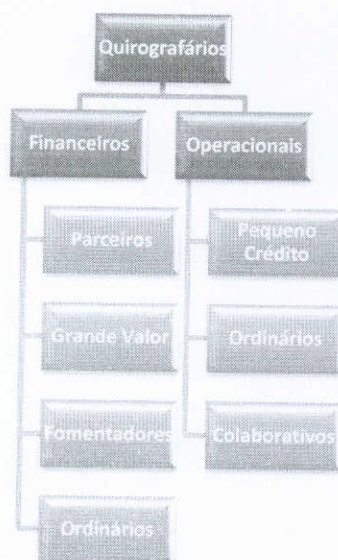 Quirografários
Financeiros
Operacionais
Parceiros
Pequeno
Crédito
Grande Valor
Ordinários
Fomentadores
Colaborativos
Ordinários